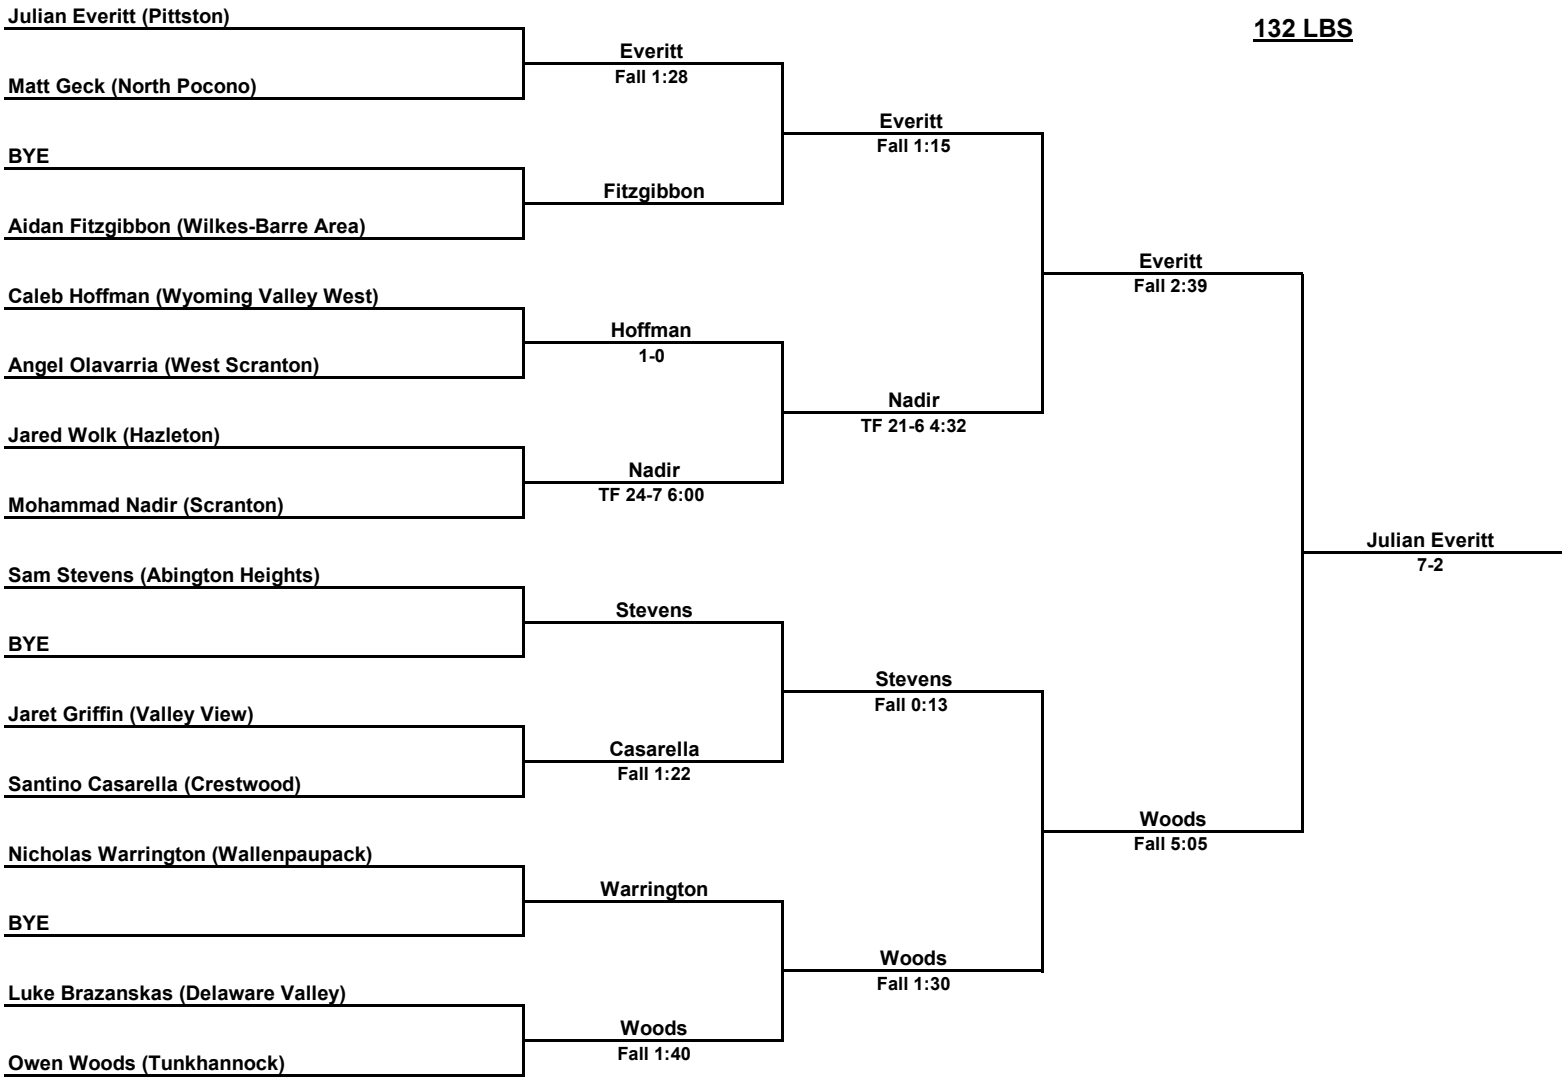 132 LBS
Julian Everitt (Pittston)
Matt Geck (North Pocono)
BYE
Aidan Fitzgibbon (Wilkes-Barre Area)
Caleb Hoffman (Wyoming Valley West)
Angel Olavarria (West Scranton)
Jared Wolk (Hazleton)
Mohammad Nadir (Scranton)
Sam Stevens (Abington Heights)
BYE
Jaret Griffin (Valley View)
Santino Casarella (Crestwood)
Nicholas Warrington (Wallenpaupack)
BYE
Luke Brazanskas (Delaware Valley)
Owen Woods (Tunkhannock)
Everitt
Fall 1:28
Fitzgibbon
Hoffman
1-0
Nadir
TF 24-7 6:00
Stevens
Casarella
Fall 1:22
Warrington
Woods
Fall 1:40
Everitt
Fall 1:15
Nadir
TF 21-6 4:32
Stevens
Fall 0:13
Woods
Fall 1:30
Everitt
Fall 2:39
Woods
Fall 5:05
Julian Everitt
7-2